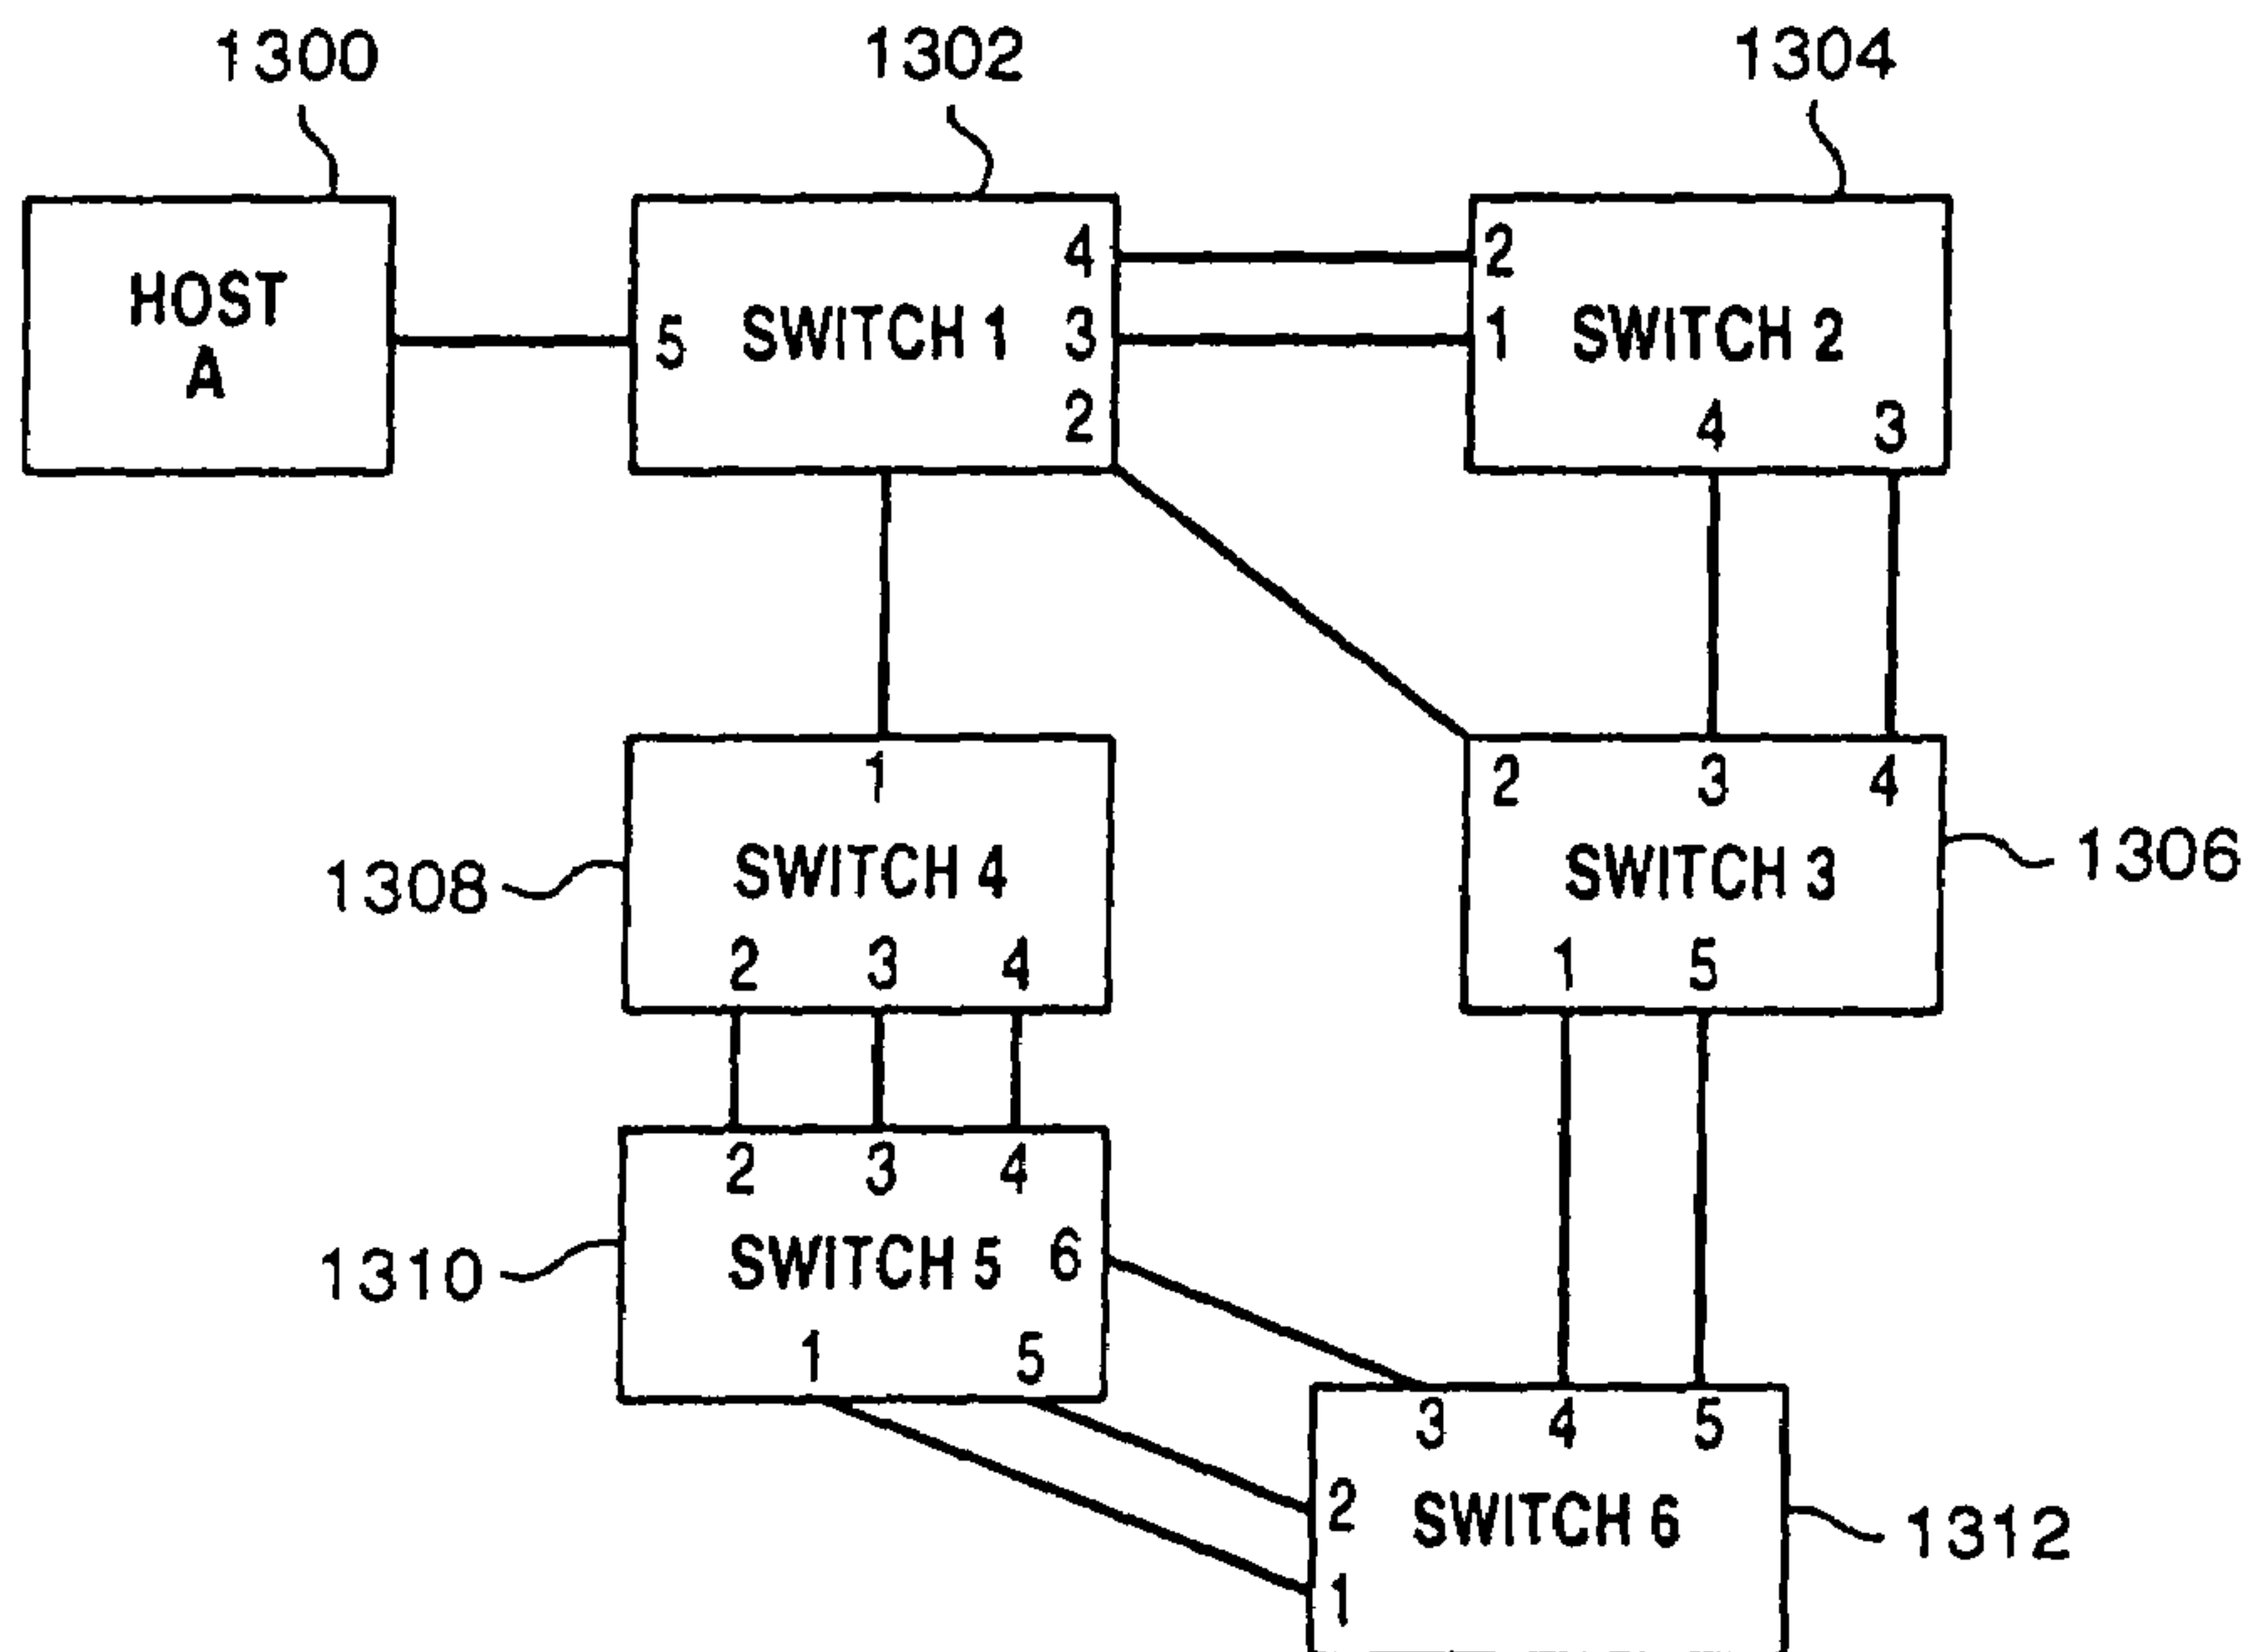 1300 1302 1304
HOST
A
4 2
5 SWITCH 1 3 1 SWITCH 2
2 4 3
1 2 3 4
1308 SWITCH 4 SWITCH 3 1306
2 3 4 1 5
2 3 4
1310 SWITCH 5 6
1 5
3 4 5
2 SWITCH 6 1312
1